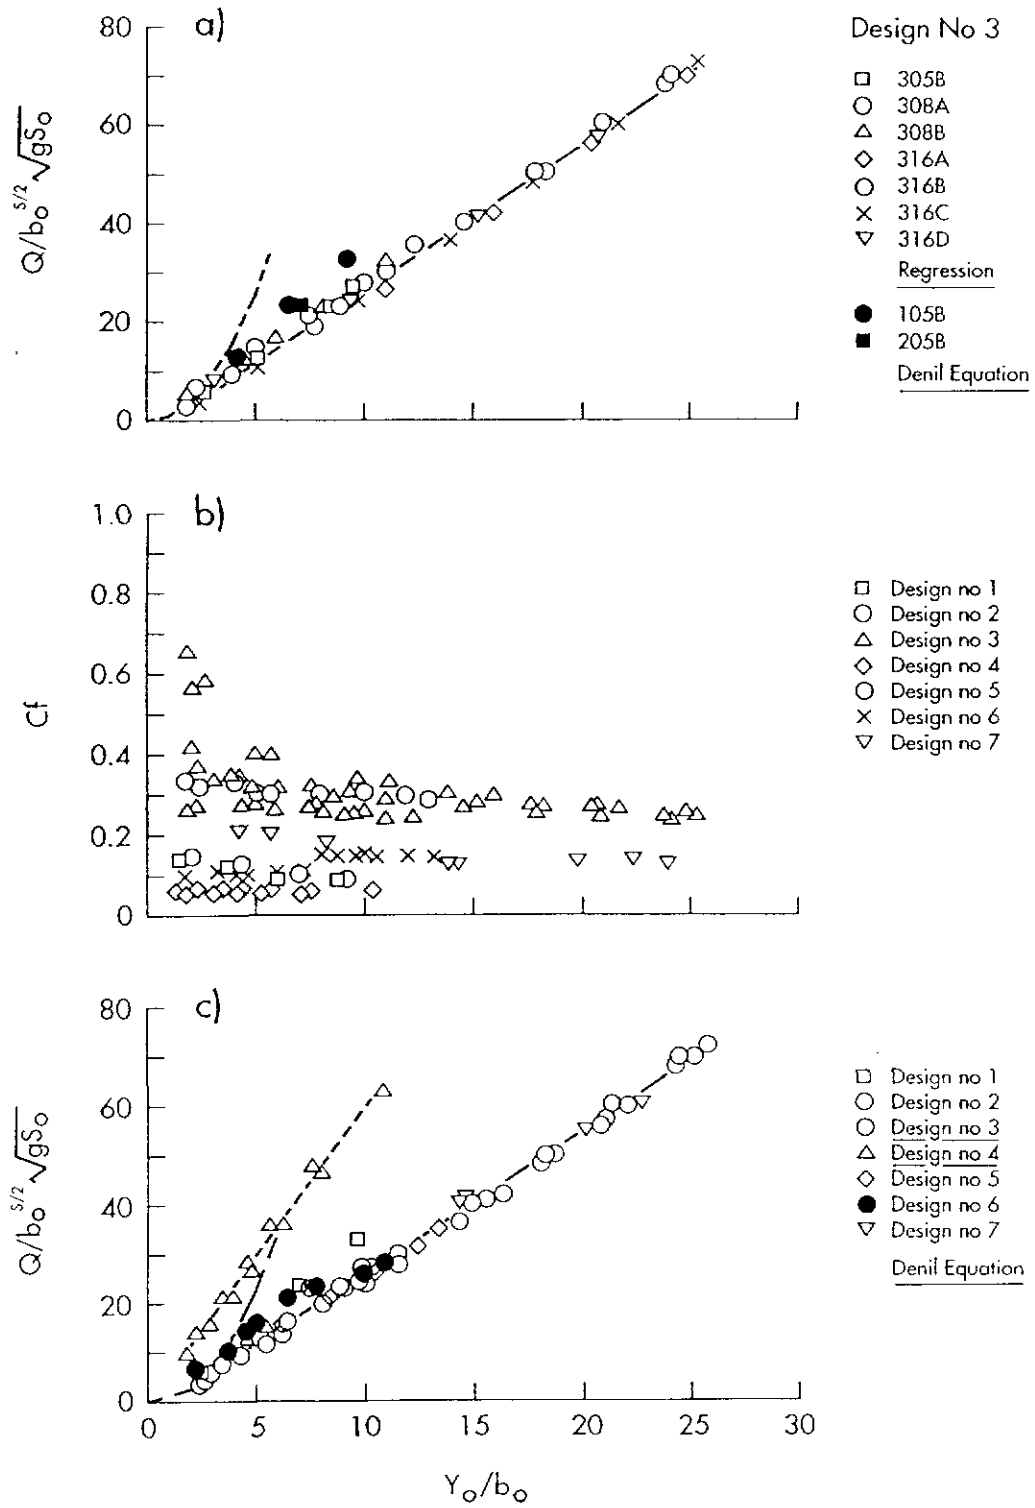 a)
80
60
40
20
0
Q/b₀^5/2 √gS₀
Design No 3
305B
308A
308B
316A
316B
316C
316D
Regression
105B
205B
Denil Equation
b)
1.0
0.8
0.6
0.4
0.2
0
Cf
Design no 1
Design no 2
Design no 3
Design no 4
Design no 5
Design no 6
Design no 7
c)
80
60
40
20
0
Q/b₀^5/2 √gS₀
0 5 10 15 20 25 30
Y₀/b₀
Design no 1
Design no 2
Design no 3
Design no 4
Design no 5
Design no 6
Design no 7
Denil Equation